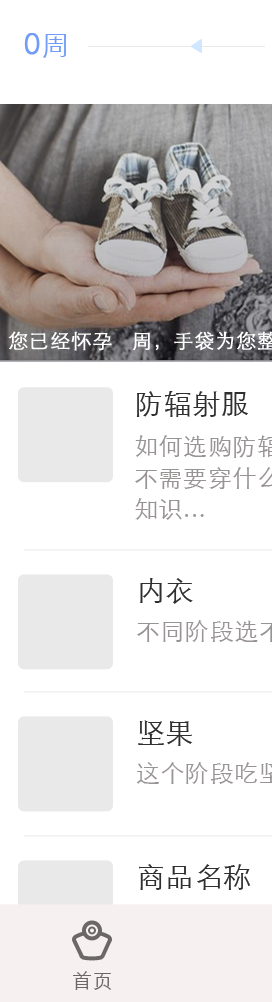 0周
您已经怀孕 周，手袋为您整
防辐射服
如何选购防辐
不需要穿什么
知识...
内衣
不同阶段选不
坚果
这个阶段吃坚
商品名称
首页